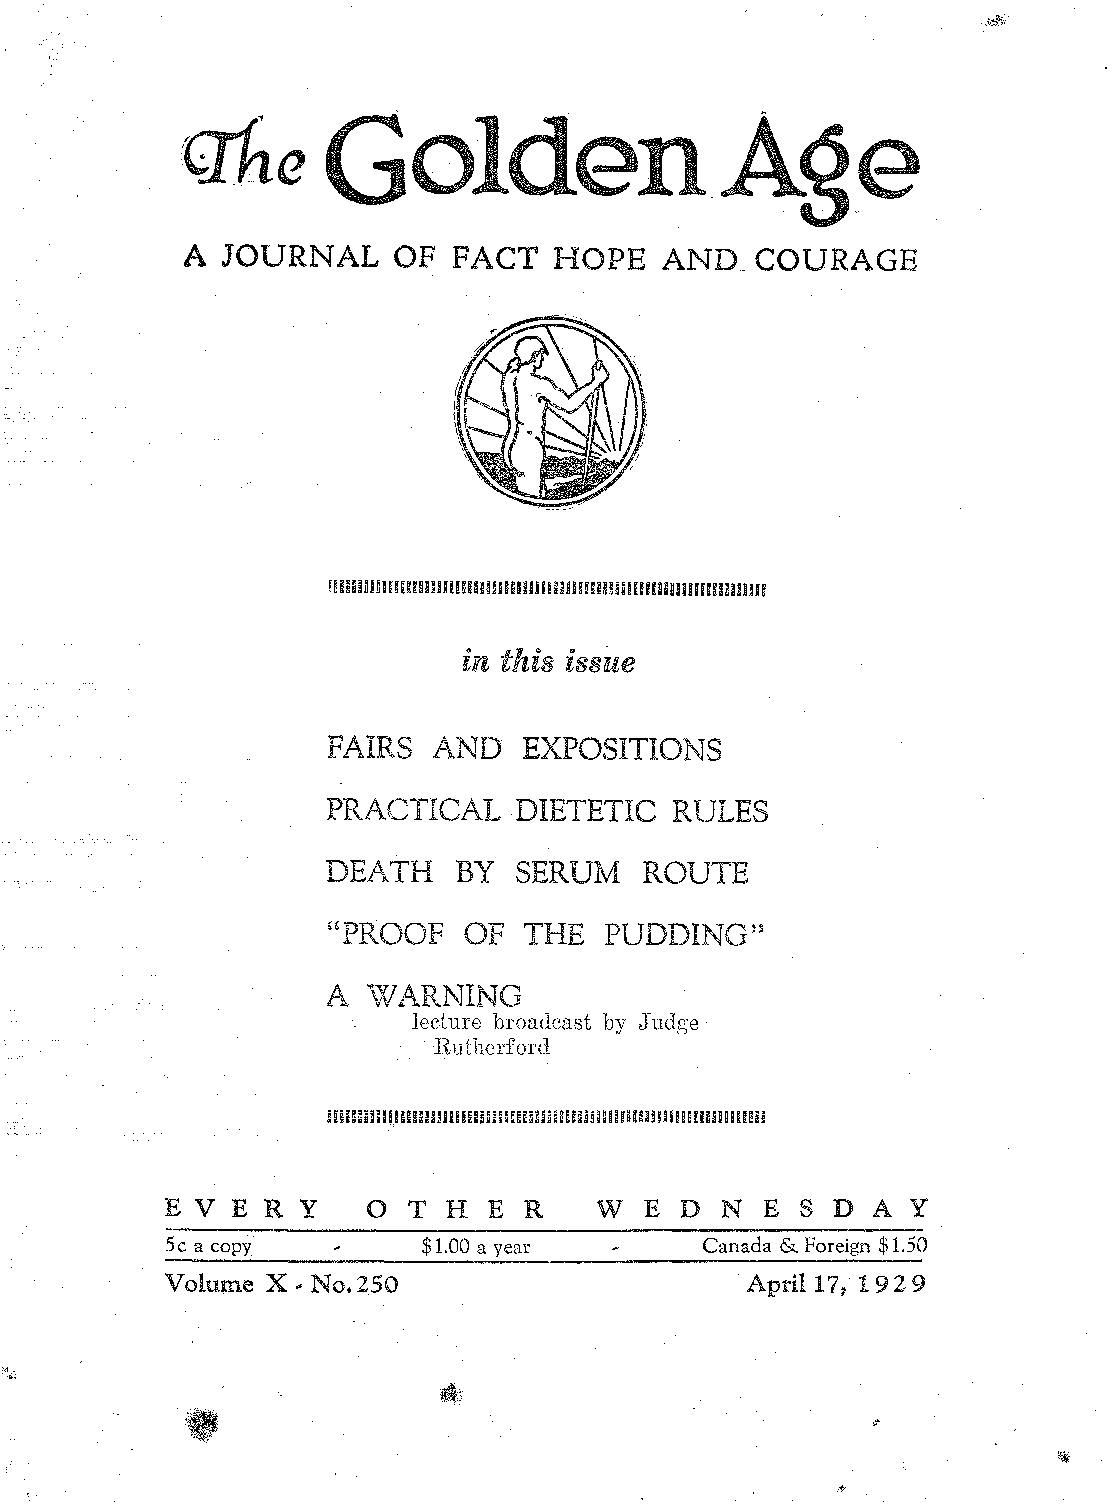 The Golden Age
A JOURNAL OF FACT HOPE AND COURAGE
in this issue
FAIRS AND EXPOSITIONS
PRACTICAL DIETETIC RULES
DEATH BY SERUM ROUTE
“PROOF OF THE PUDDING”
A WARNING
lecture broadcast by Judge
Rutherford
EVERY OTHER WEDNESDAY
5c a copy - $1.00 a year - Canada & Foreign $1.50
Volume X - No. 250 April 17, 1929